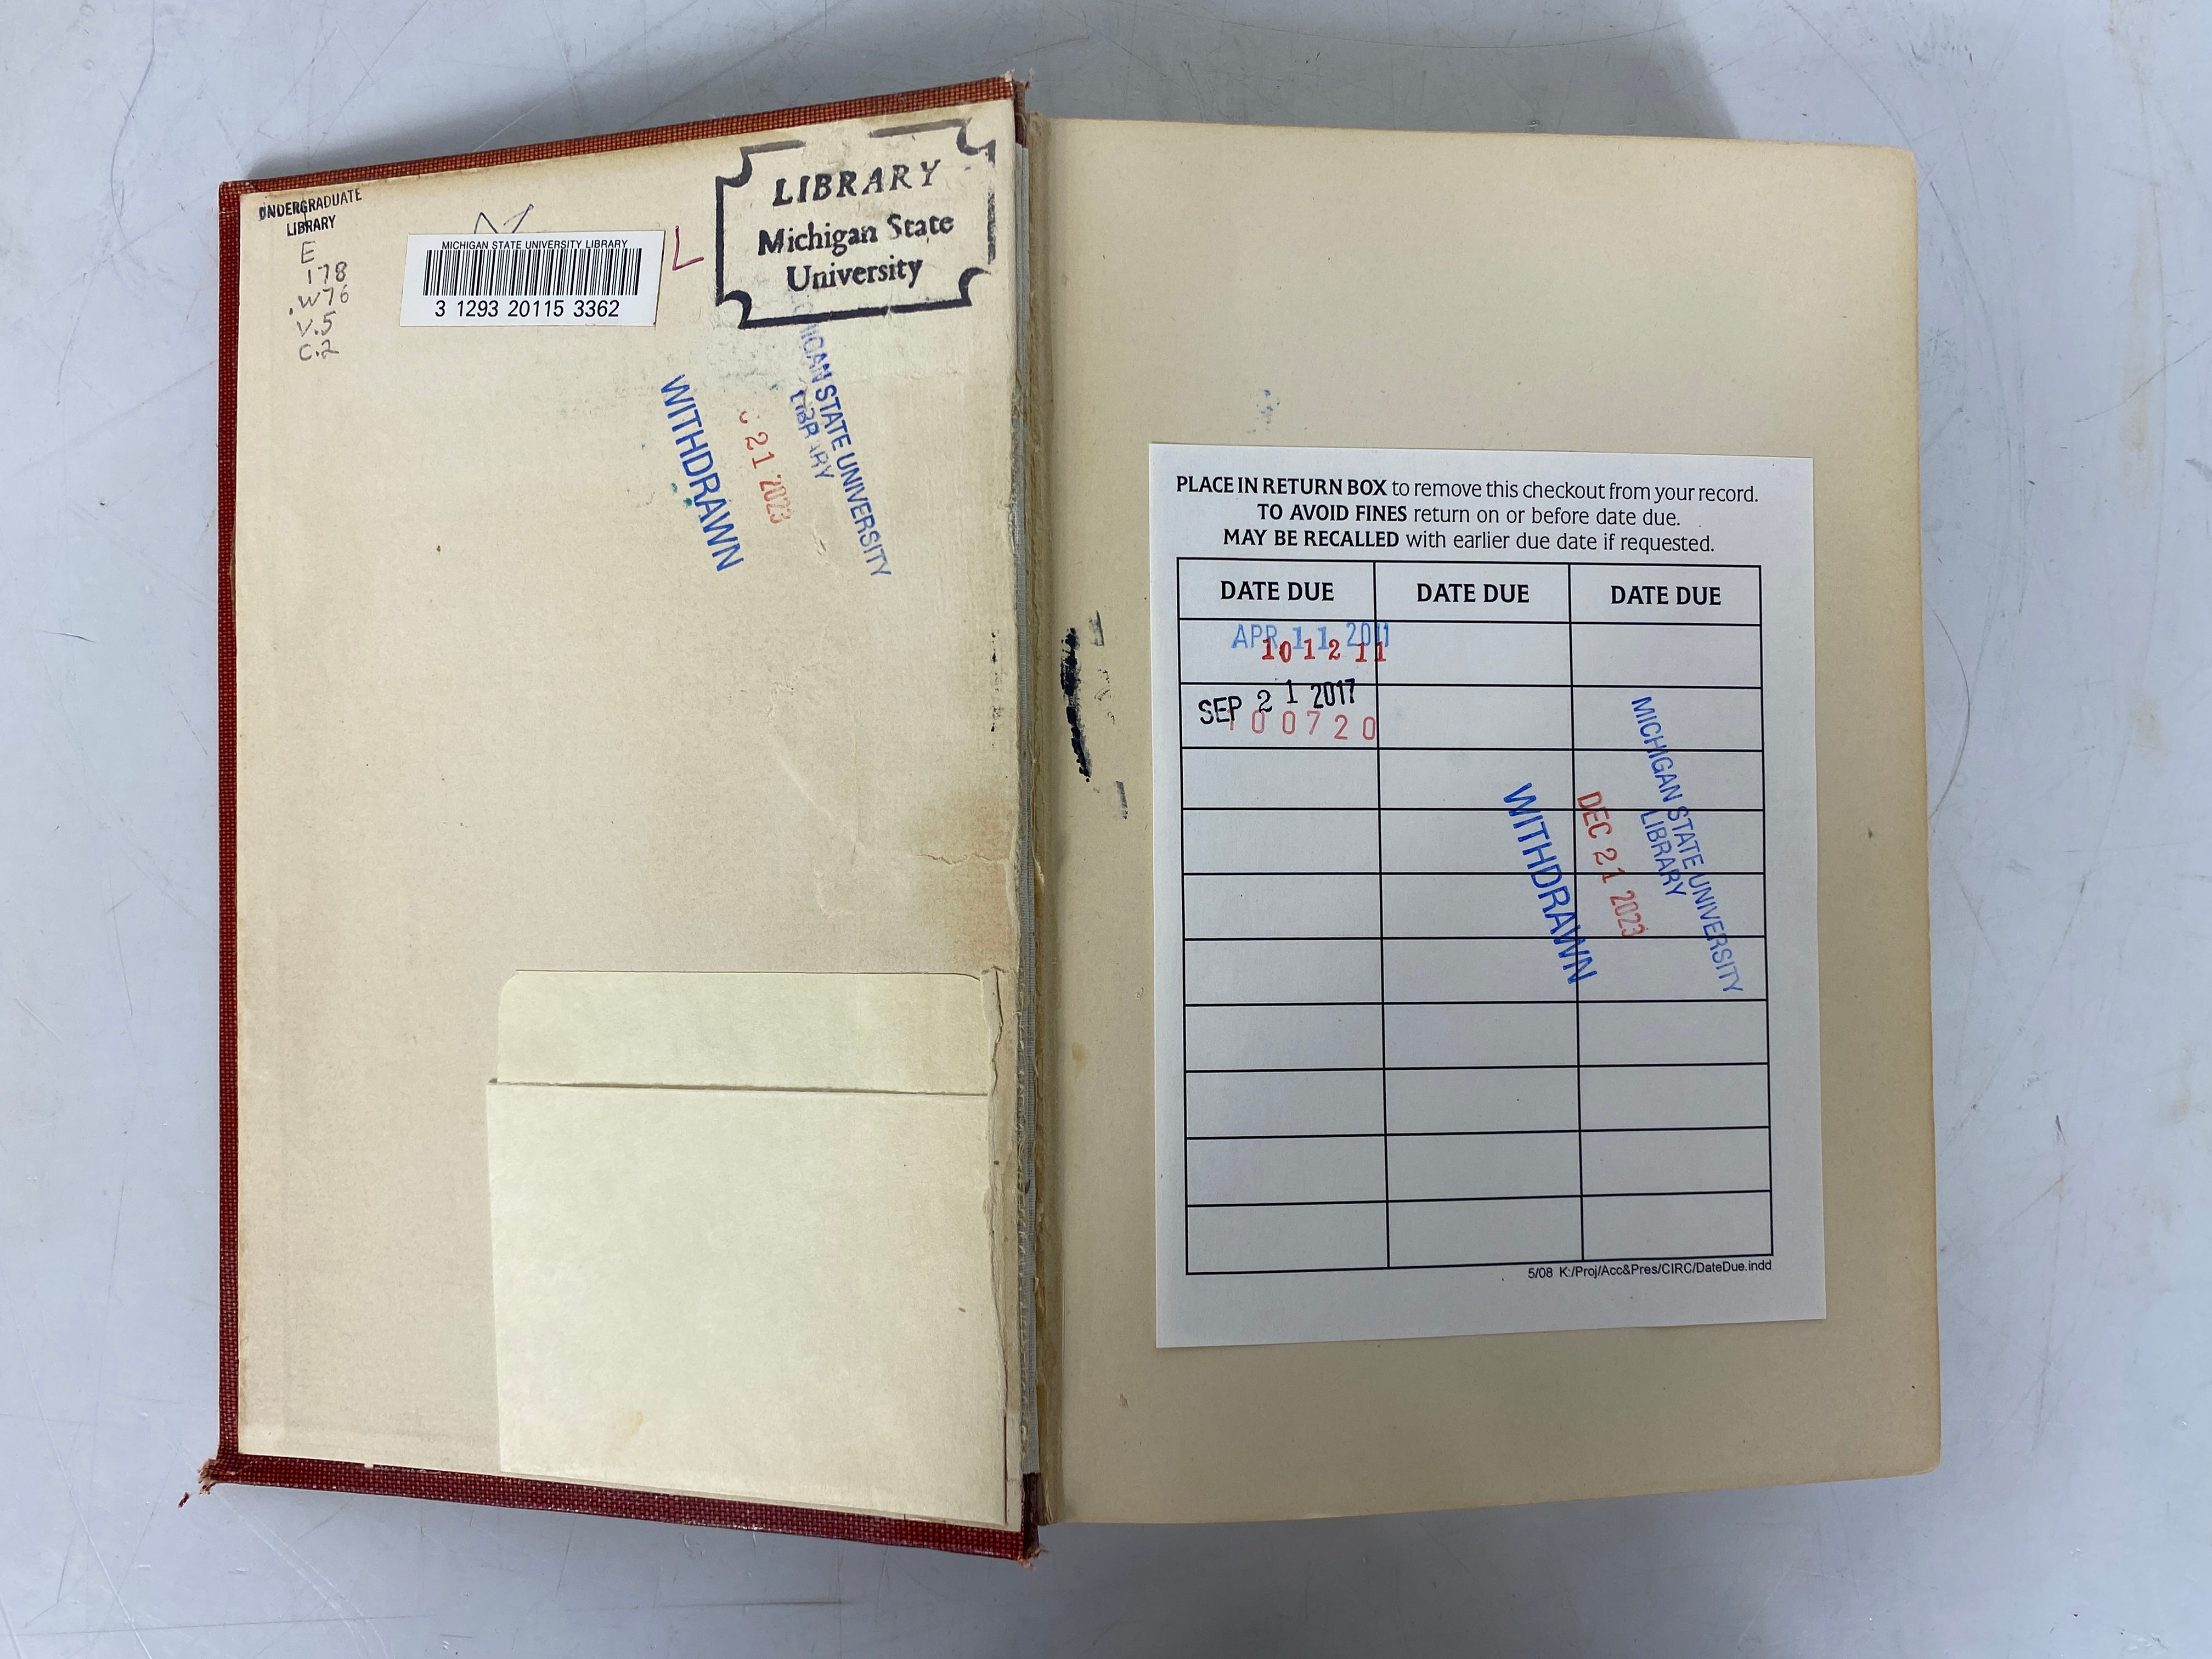 UNDERGRADUATE
LIBRARY
E
178
.W76
V.5
C.2
MICHIGAN STATE UNIVERSITY LIBRARY
3 1293 20115 3362
L
LIBRARY
Michigan State
University
MICHIGAN STATE UNIVERSITY
LIBRARY
21 2023
WITHDRAWN
PLACE IN RETURN BOX to remove this checkout from your record.
TO AVOID FINES return on or before date due.
MAY BE RECALLED with earlier due date if requested.
DATE DUE DATE DUE DATE DUE
APR 11 2011
10 12 11
SEP 21 2017
100720
MICHIGAN STATE UNIVERSITY
LIBRARY
DEC 21 2023
WITHDRAWN
5/08 K:/Proj/Acc&Pres/CIRC/DateDue.indd